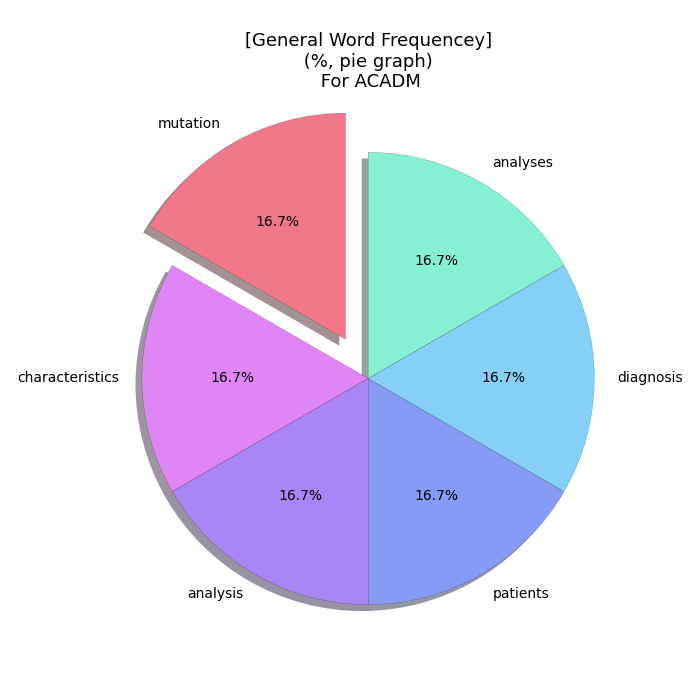 [General Word Frequencey]
(%, pie graph)
For ACADM
mutation
analyses
16.7%
16.7%
characteristics
16.7%
16.7%
diagnosis
16.7%
16.7%
analysis
patients